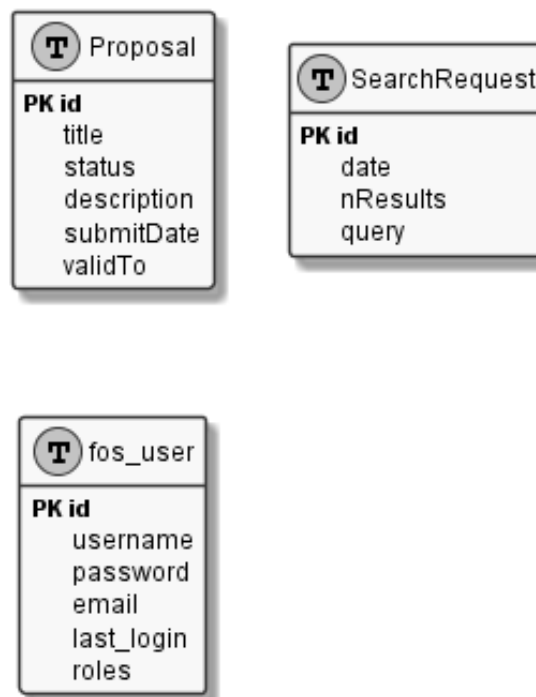 T Proposal
PK id
title
status
description
submitDate
validTo
T SearchRequest
PK id
date
nResults
query
T fos_user
PK id
username
password
email
last_login
roles